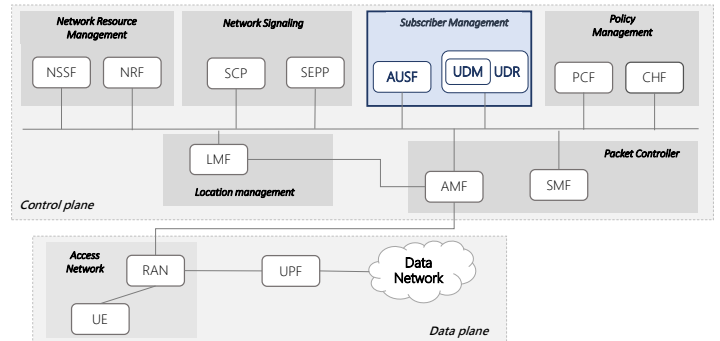 Network Resource
Management
Network Signaling
Subscriber Management
Policy
Management
NSSF
NRF
SCP
SEPP
AUSF
UDM
UDR
PCF
CHF
LMF
Location management
Packet Controller
AMF
SMF
Control plane
Access
Network
RAN
UPF
Data
Network
UE
Data plane